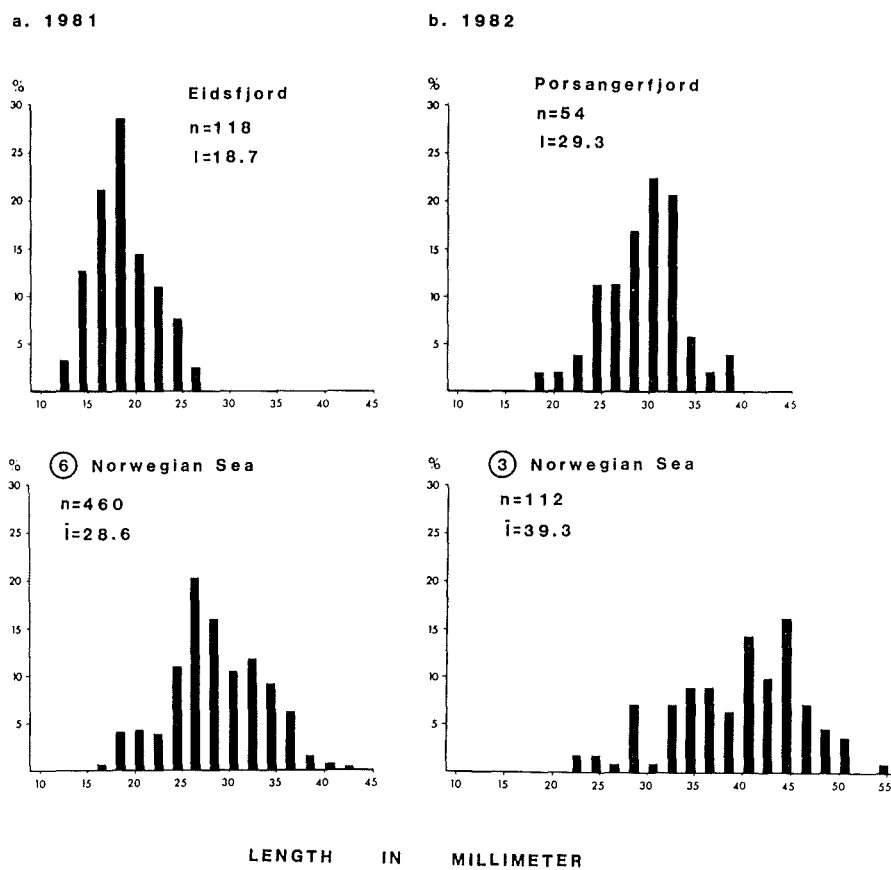 a. 1981
b. 1982
%
Eidsfjord
n=118
l=18.7
30
25
20
15
10
5
10 15 20 25 30 35 40 45
%
Porsangerfjord
n=54
l=29.3
30
25
20
15
10
5
10 15 20 25 30 35 40 45
%
6 Norwegian Sea
n=460
l̄=28.6
30
25
20
15
10
5
10 15 20 25 30 35 40 45
%
3 Norwegian Sea
n=112
l̄=39.3
30
25
20
15
10
5
10 15 20 25 30 35 40 45 50 55
LENGTH IN MILLIMETER